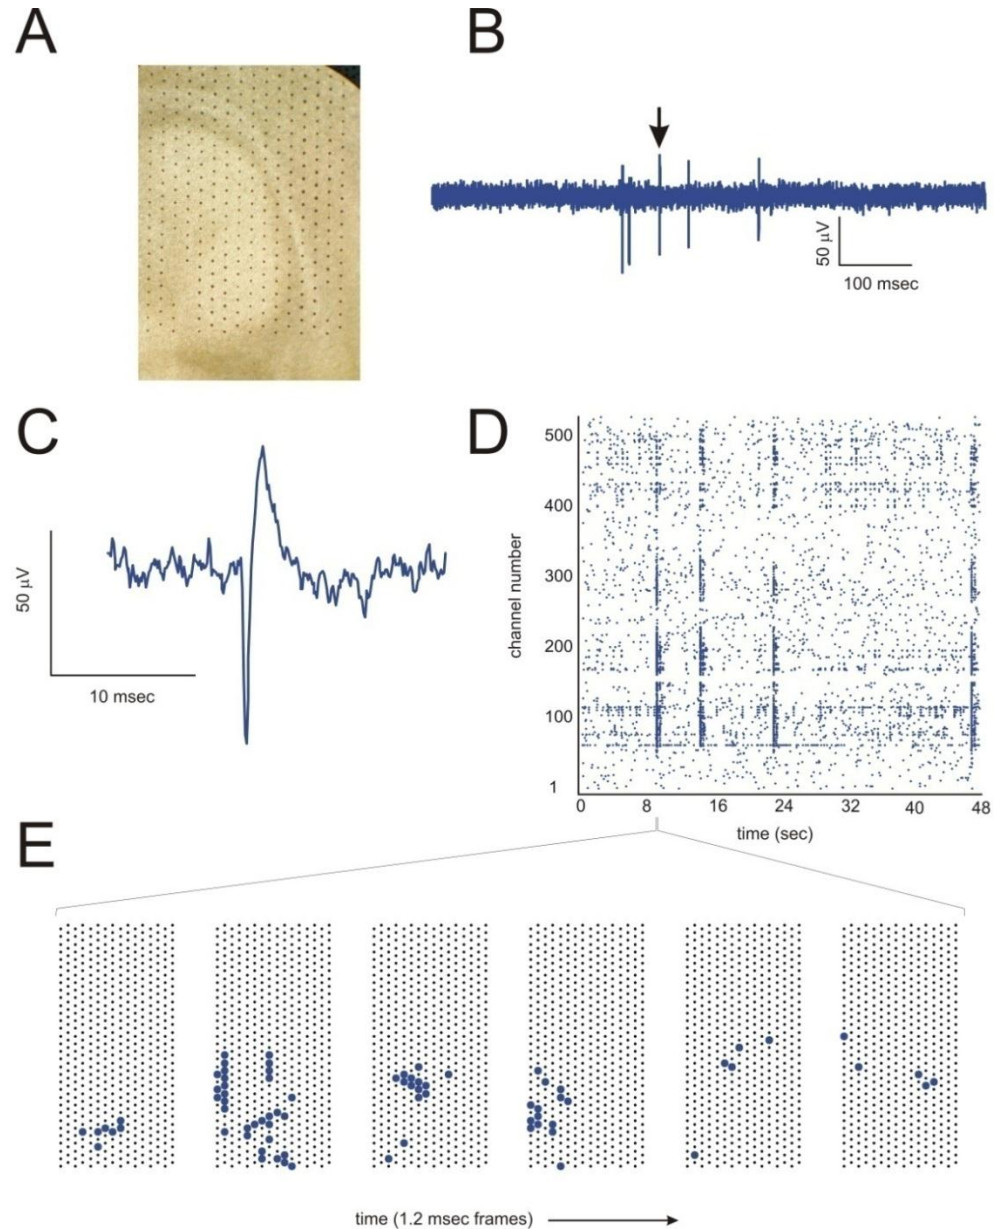 A
B
50 μV
100 msec
C
50 μV
10 msec
D
500
400
300
200
100
1
channel number
0 8 16 24 32 40 48
time (sec)
E
time (1.2 msec frames)